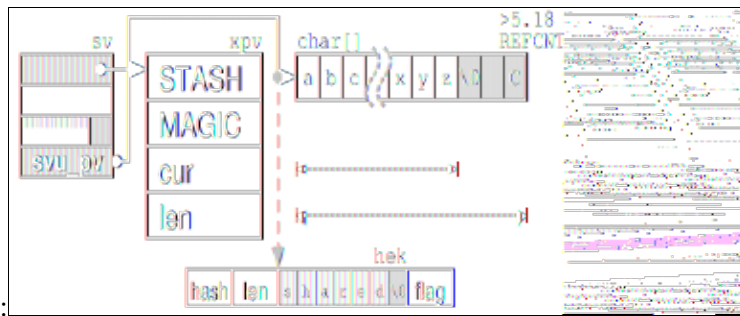 >5.18
sv xpv char[] REFCNT
STASH a b c x y z \0 C
MAGIC
svu_pv cur
len
hek
hash len s h a r e d \0 flag
: